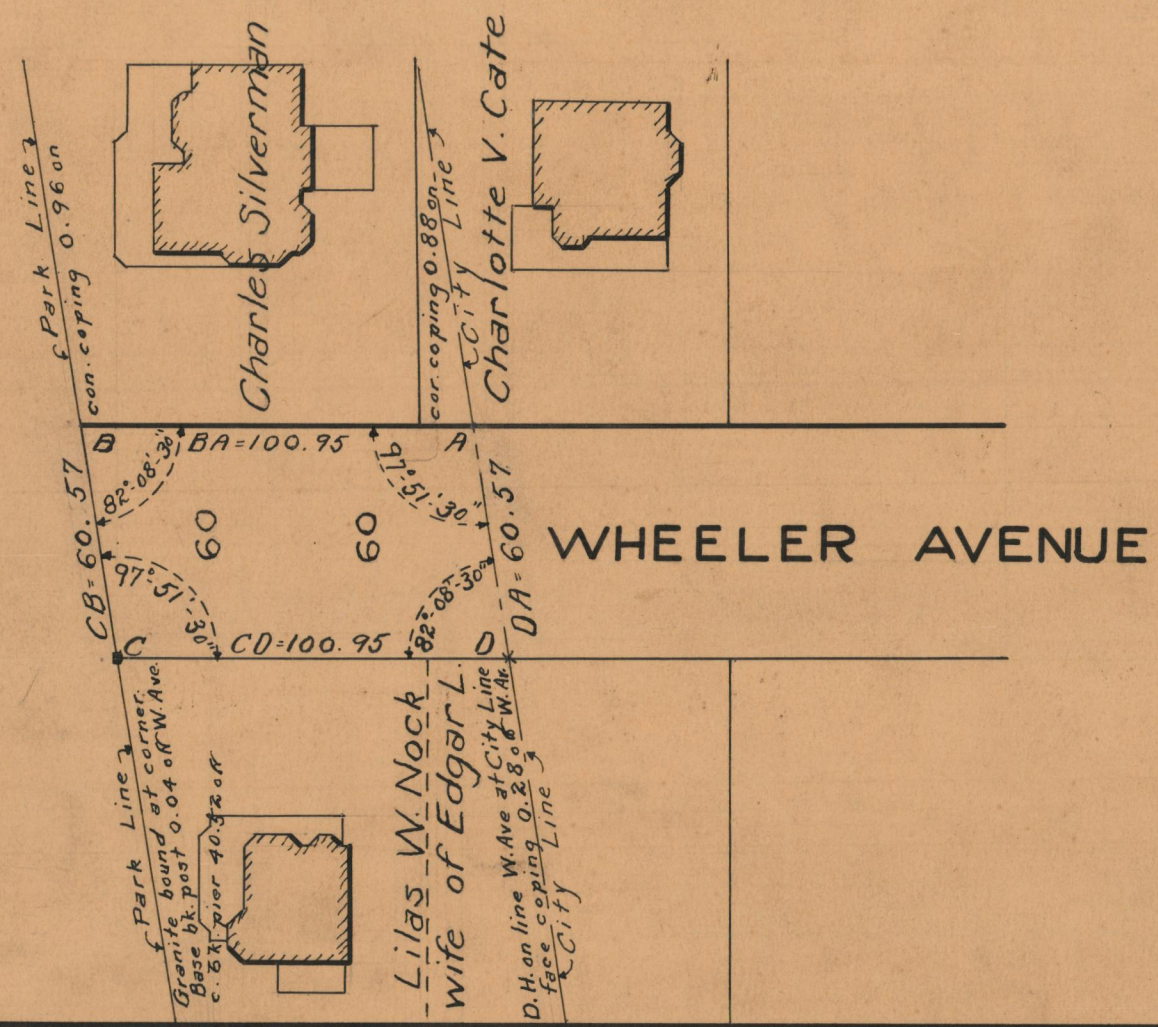 Park Line
con. coping 0.96 on
Charles Silverman
cor. coping 0.88 on
City Line
Charlotte V. Cate
B
BA=100.95
A
82°-08'-30"
97°-51'-30"
CB=60.57
60
60
DA=60.57
WHEELER AVENUE
97°-51'-30"
82°-08'-30"
C
CD=100.95
D
Park Line
Granite bound at corner.
Base bk. post 0.04 off W. Ave.
pier 40.52 off
Lilas W. Nock
Wife of Edgar L.
D.H. on line W. Ave at City Line
face coping 0.28 off W. Av.
City Line